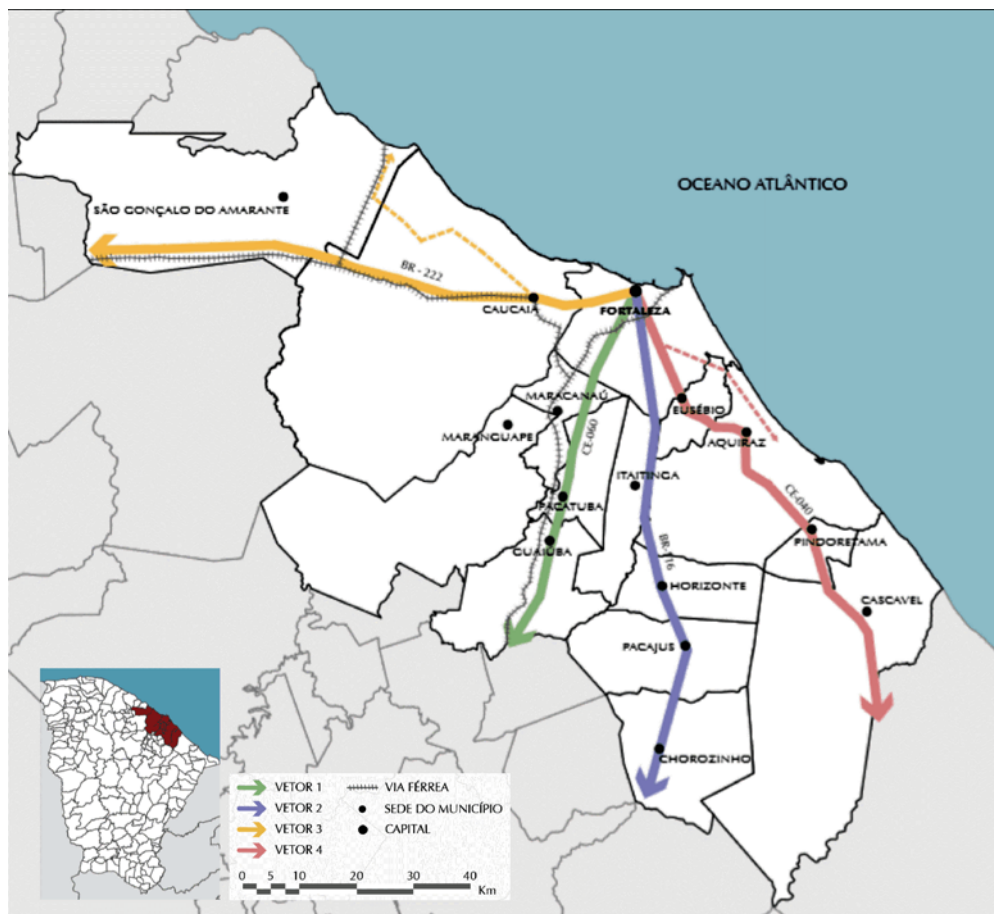 OCEANO ATLÂNTICO
SÃO GONÇALO DO AMARANTE
BR - 222
CAUCAIA
FORTALEZA
MARACANAÚ
MARANGUAPE
CE-060
EUSÉBIO
AQUIRAZ
ITAITINGA
PACATUBA
GUAIÚBA
CE-040
PINDORETAMA
BR-116
HORIZONTE
CASCAVEL
PACAJUS
CHOROZINHO
VETOR 1
VETOR 2
VETOR 3
VETOR 4
VIA FÉRREA
SEDE DO MUNICÍPIO
CAPITAL
0 5 10 20 30 40
Km